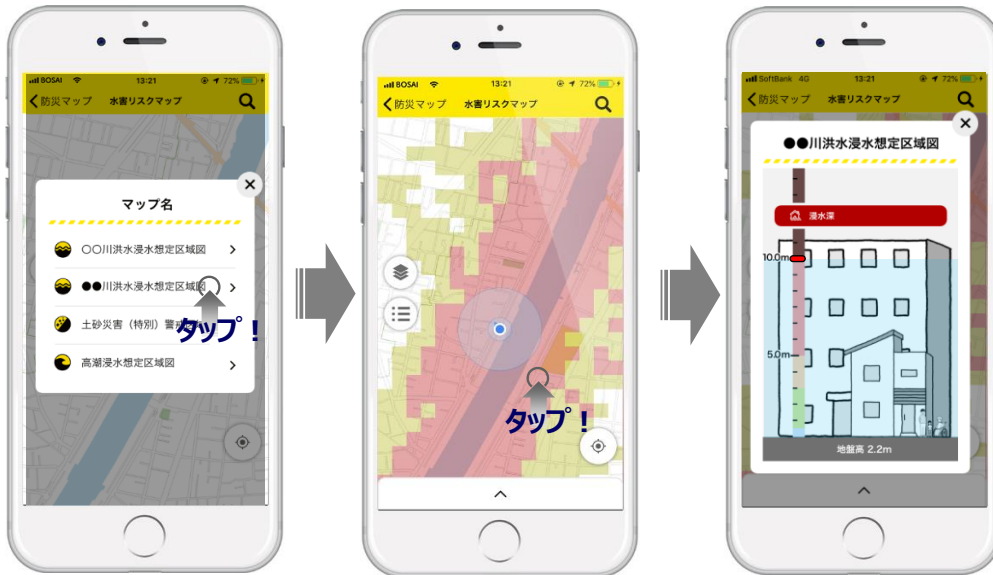 BOSAI 13:21 72%
防災マップ 水害リスクマップ
マップ名
〇〇川洪水浸水想定区域図
●●川洪水浸水想定区域図
タップ！
土砂災害（特別）警戒
高潮浸水想定区域図
BOSAI 13:21 72%
防災マップ 水害リスクマップ
タップ！
SoftBank 4G 13:21 72%
防災マップ 水害リスクマップ
●●川洪水浸水想定区域図
浸水深
10.0m
5.0m
地盤高 2.2m